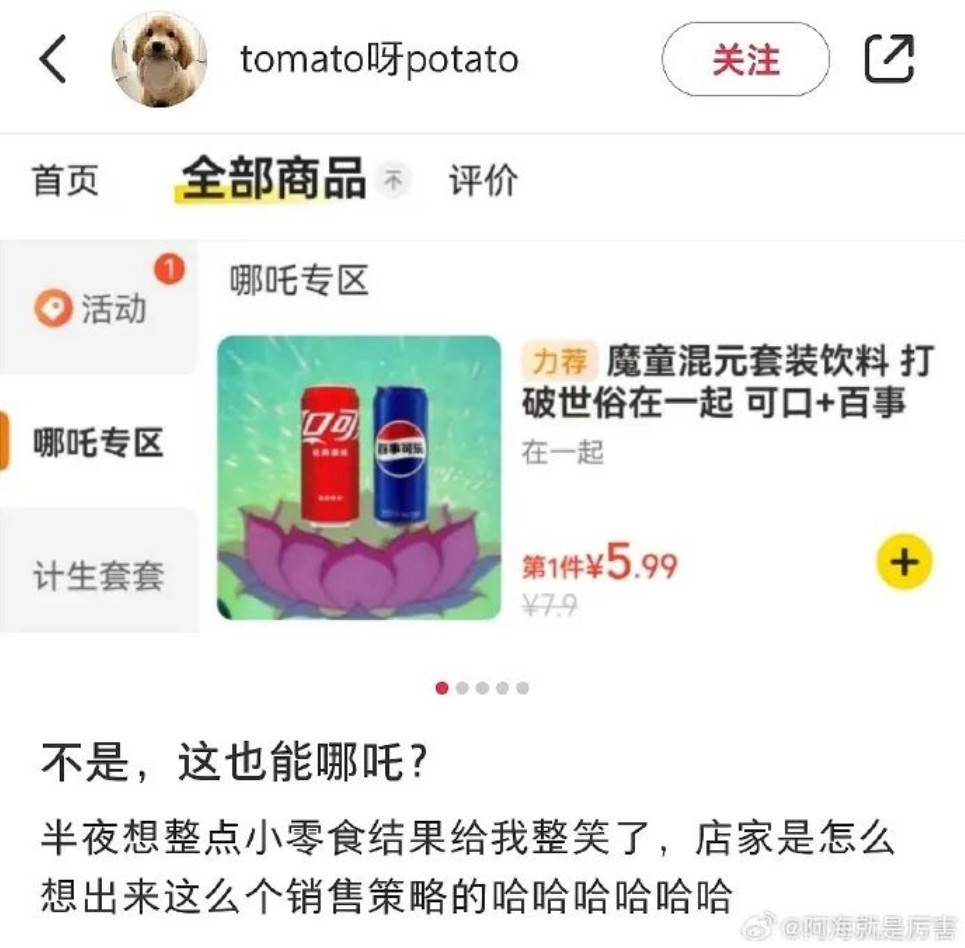 tomato呀potato
关注
首页
全部商品
不
评价
1
活动
哪吒专区
哪吒专区
计生套套
力荐 魔童混元套装饮料 打
破世俗在一起 可口+百事
在一起
第1件¥5.99
¥7.9
口可
百事可乐
不是，这也能哪吒？
半夜想整点小零食结果给我整笑了，店家是怎么
想出来这么个销售策略的哈哈哈哈哈哈
@阿海就是厉害